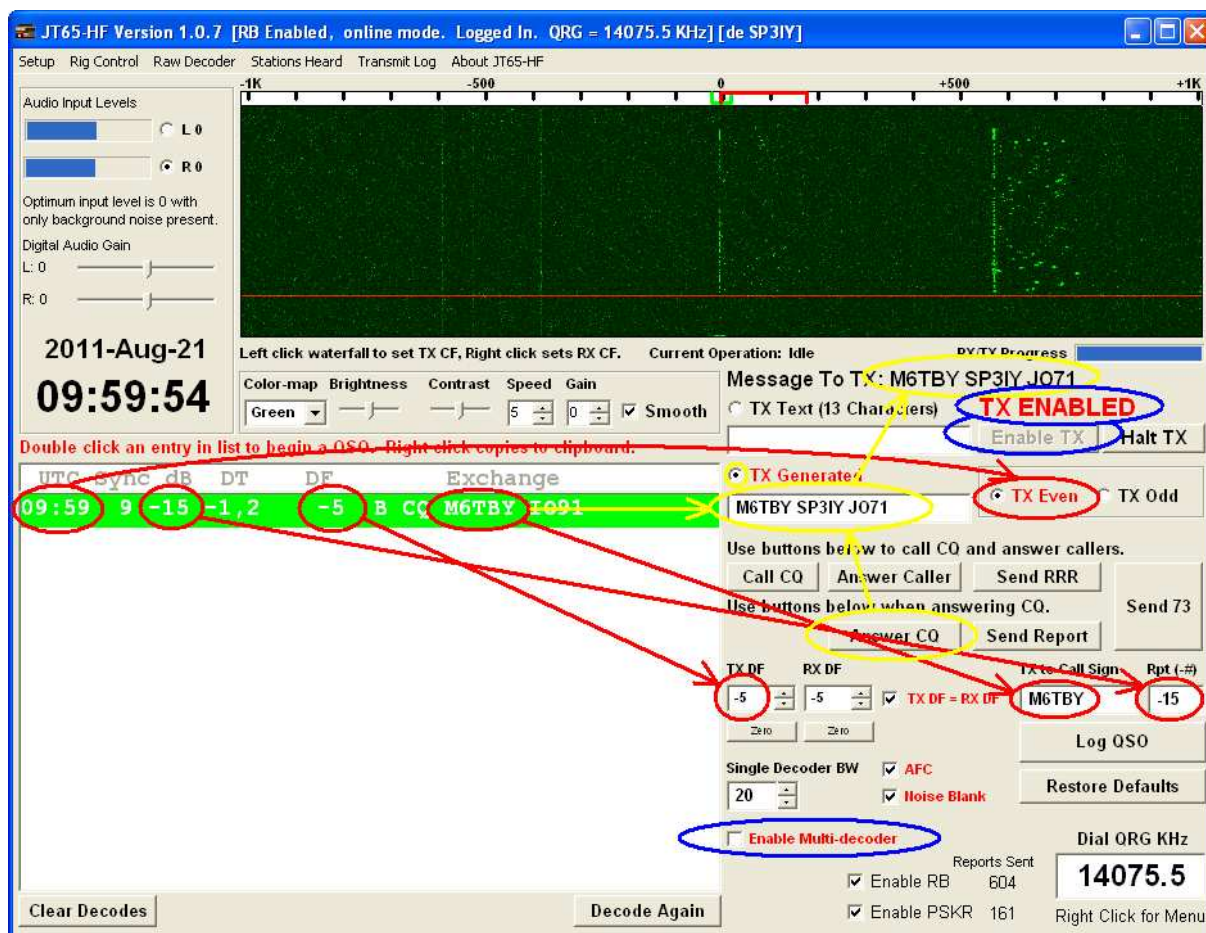 JT65-HF Version 1.0.7 [RB Enabled, online mode. Logged In. QRG = 14075.5 KHz] [de SP3IY]
Setup Rig Control Raw Decoder Stations Heard Transmit Log About JT65-HF
-1K -500 0 +500 +1K
Audio Input Levels
L 0
R 0
Optimum input level is 0 with
only background noise present.
Digital Audio Gain
L: 0
R: 0
2011-Aug-21
09:59:54
Left click waterfall to set TX CF, Right click sets RX CF. Current Operation: Idle RX/TX Progress
Color-map Brightness Contrast Speed Gain
Green 5 0 Smooth
Message To TX: M6TBY SP3IY JO71
TX Text (13 Characters) TX ENABLED
Enable TX Halt TX
Double click an entry in list to begin a QSO. Right click copies to clipboard.
UTC Sync dB DT DF Exchange
09:59 9 -15 -1,2 -5 B CQ M6TBY IO91
TX Generated
TX Even TX Odd
M6TBY SP3IY JO71
Use buttons below to call CQ and answer callers.
Call CQ Answer Caller Send RRR
Use buttons below when answering CQ.
Send 73
Answer CQ Send Report
TX DF RX DF TX to Call Sign Rpt (-#)
-5 -5 TX DF = RX DF M6TBY -15
Zero Zero
Log QSO
Single Decoder BW AFC
20 Noise Blank
Restore Defaults
Enable Multi-decoder
Dial QRG KHz
Reports Sent
Enable RB 604
14075.5
Enable PSKR 161
Right Click for Menu
Clear Decodes Decode Again